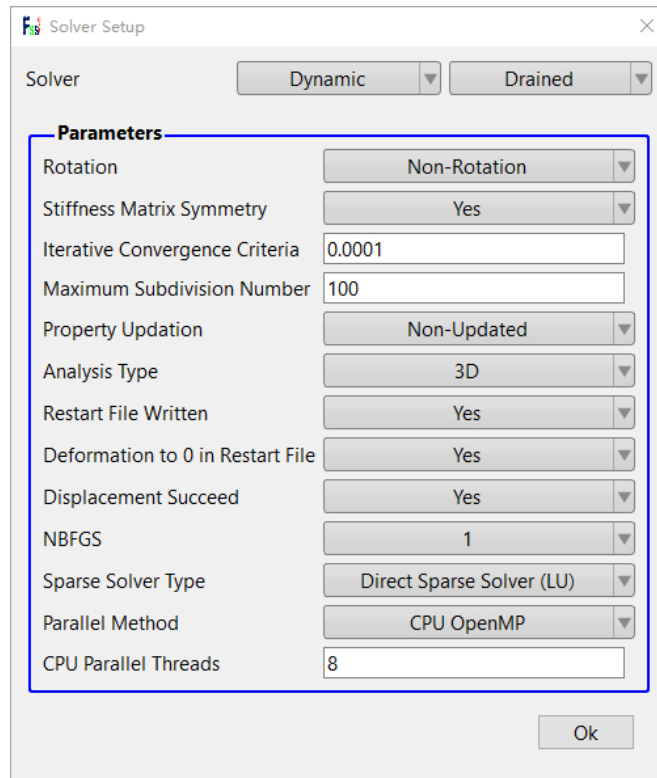 Solver Setup
Solver Dynamic Drained
Parameters
Rotation Non-Rotation
Stiffness Matrix Symmetry Yes
Iterative Convergence Criteria 0.0001
Maximum Subdivision Number 100
Property Updation Non-Updated
Analysis Type 3D
Restart File Written Yes
Deformation to 0 in Restart File Yes
Displacement Succeed Yes
NBFGS 1
Sparse Solver Type Direct Sparse Solver (LU)
Parallel Method CPU OpenMP
CPU Parallel Threads 8
Ok